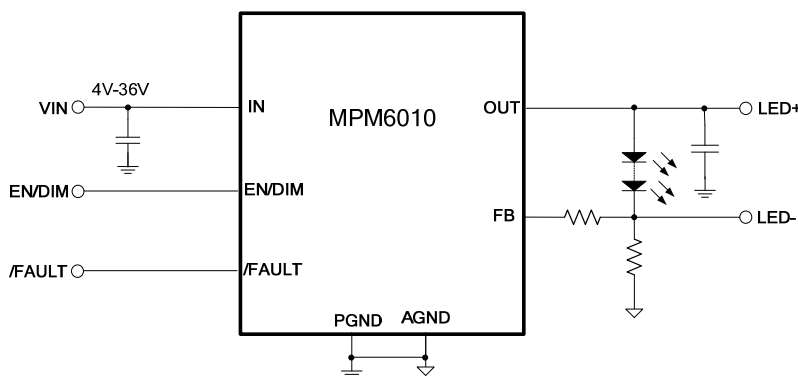 4V-36V
VIN
IN
MPM6010
OUT
LED+
EN/DIM
EN/DIM
FB
LED-
/FAULT
/FAULT
PGND
AGND